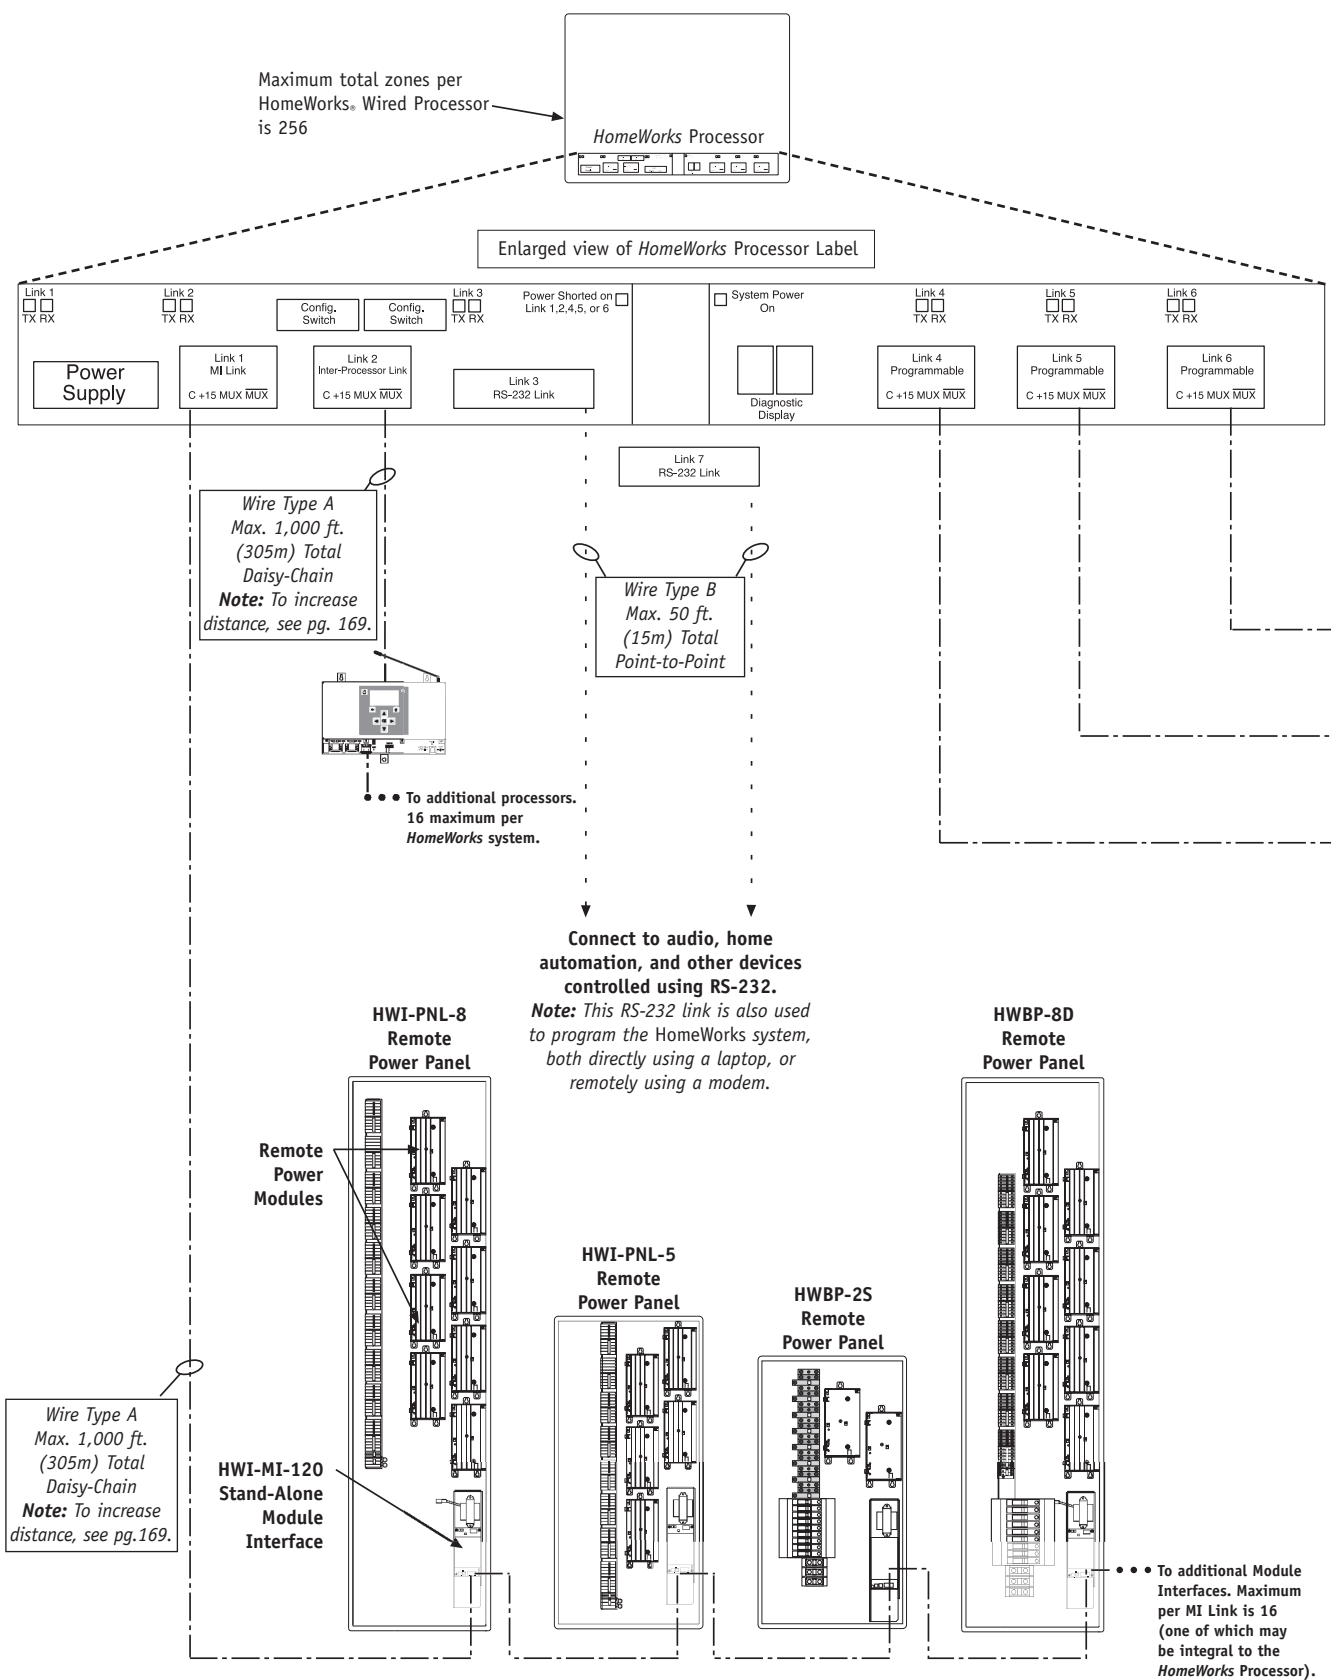 Maximum total zones per
HomeWorks® Wired Processor
is 256
HomeWorks Processor
Enlarged view of HomeWorks Processor Label
Link 1
TX RX
Link 2
TX RX
Config.
Switch
Config.
Switch
Link 3
TX RX
Power Shorted on
Link 1,2,4,5, or 6
System Power
On
Link 4
TX RX
Link 5
TX RX
Link 6
TX RX
Power
Supply
Link 1
MI Link
C +15 MUX MUX
Link 2
Inter-Processor Link
C +15 MUX MUX
Link 3
RS-232 Link
Diagnostic
Display
Link 4
Programmable
C +15 MUX MUX
Link 5
Programmable
C +15 MUX MUX
Link 6
Programmable
C +15 MUX MUX
Link 7
RS-232 Link
Wire Type A
Max. 1,000 ft.
(305m) Total
Daisy-Chain
Note: To increase
distance, see pg. 169.
Wire Type B
Max. 50 ft.
(15m) Total
Point-to-Point
To additional processors.
16 maximum per
HomeWorks system.
Connect to audio, home
automation, and other devices
controlled using RS-232.
Note: This RS-232 link is also used
to program the HomeWorks system,
both directly using a laptop, or
remotely using a modem.
HWI-PNL-8
Remote
Power Panel
HWBP-8D
Remote
Power Panel
Remote
Power
Modules
HWI-PNL-5
Remote
Power Panel
HWBP-2S
Remote
Power Panel
Wire Type A
Max. 1,000 ft.
(305m) Total
Daisy-Chain
Note: To increase
distance, see pg.169.
HWI-MI-120
Stand-Alone
Module
Interface
To additional Module
Interfaces. Maximum
per MI Link is 16
(one of which may
be integral to the
HomeWorks Processor).